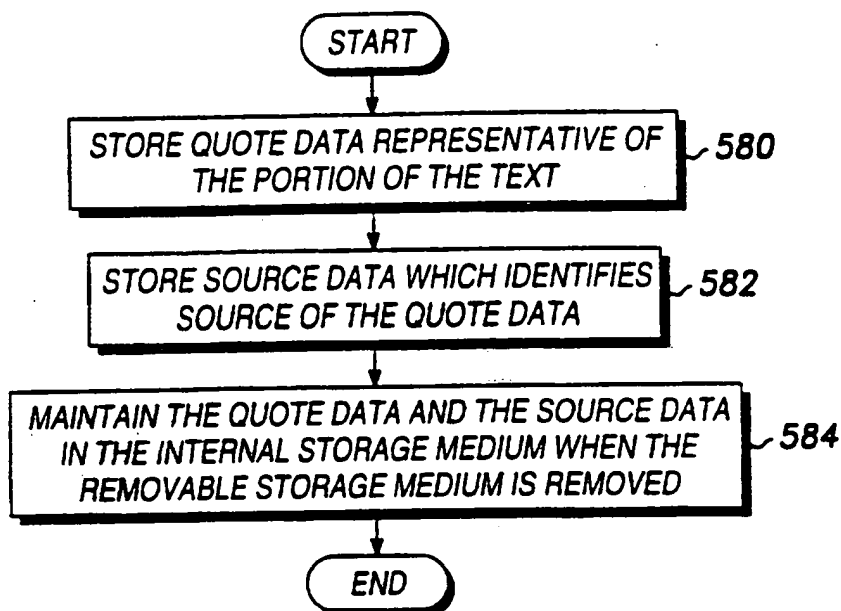 START
STORE QUOTE DATA REPRESENTATIVE OF
THE PORTION OF THE TEXT
580
STORE SOURCE DATA WHICH IDENTIFIES
SOURCE OF THE QUOTE DATA
582
MAINTAIN THE QUOTE DATA AND THE SOURCE DATA
IN THE INTERNAL STORAGE MEDIUM WHEN THE
REMOVABLE STORAGE MEDIUM IS REMOVED
584
END